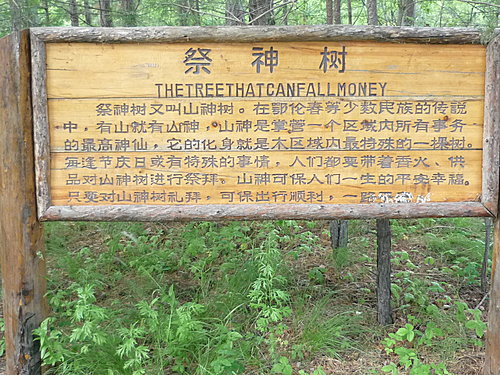 祭神树
THETREETHATCANFALLMONEY
祭神树又叫山神树。在鄂伦春等少数民族的传说
中，有山就有山神，山神是掌管一个区域内所有事务
的最高神仙，它的化身就是本区域内最特殊的一棵树。
每逢节庆日或有特殊的事情，人们都要带着香火、供
品对山神树进行祭拜。山神可保人们一生的平安幸福。
只要对山神树礼拜，可保出行顺利，一路